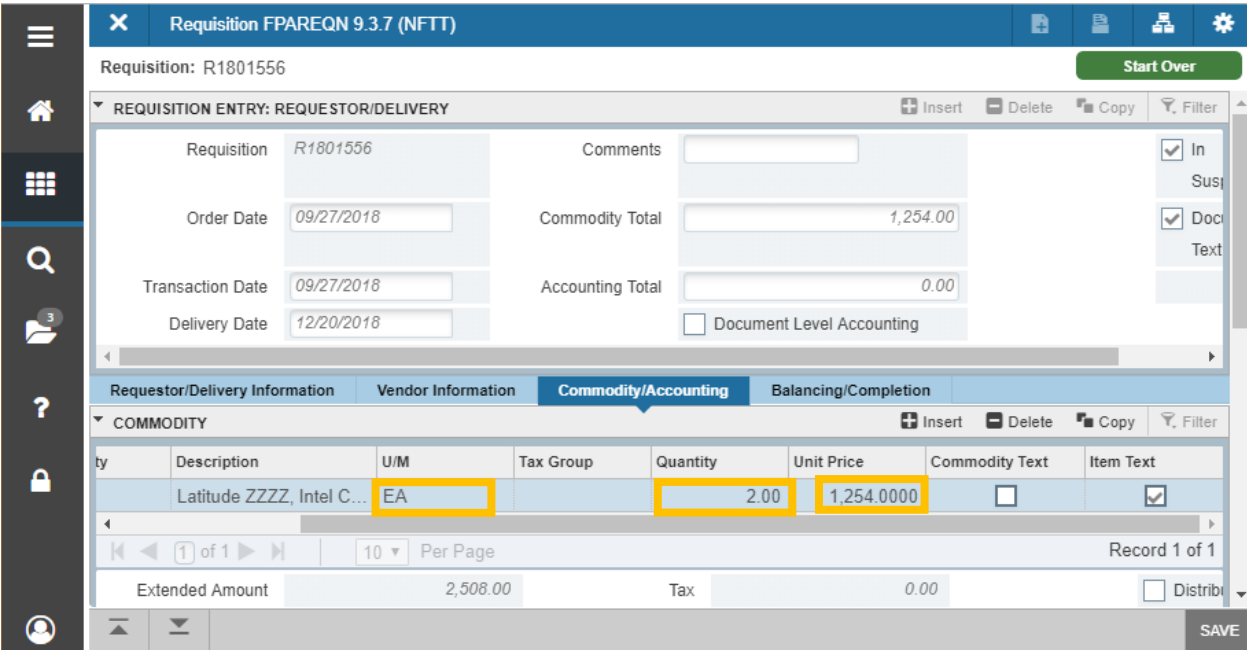 Requisition FPAREQN 9.3.7 (NFTT)
Requisition: R1801556 Start Over
REQUISITION ENTRY: REQUESTOR/DELIVERY Insert Delete Copy Filter
Requisition R1801556 Comments In
Susp
Order Date 09/27/2018 Commodity Total 1,254.00 Docu
Text
Transaction Date 09/27/2018 Accounting Total 0.00
3
Delivery Date 12/20/2018 Document Level Accounting
Requestor/Delivery Information Vendor Information Commodity/Accounting Balancing/Completion
?
COMMODITY Insert Delete Copy Filter
ty Description U/M Tax Group Quantity Unit Price Commodity Text Item Text
Latitude ZZZZ, Intel C... EA 2.00 1,254.0000
1 of 1 10 Per Page Record 1 of 1
Extended Amount 2,508.00 Tax 0.00 Distribu
SAVE